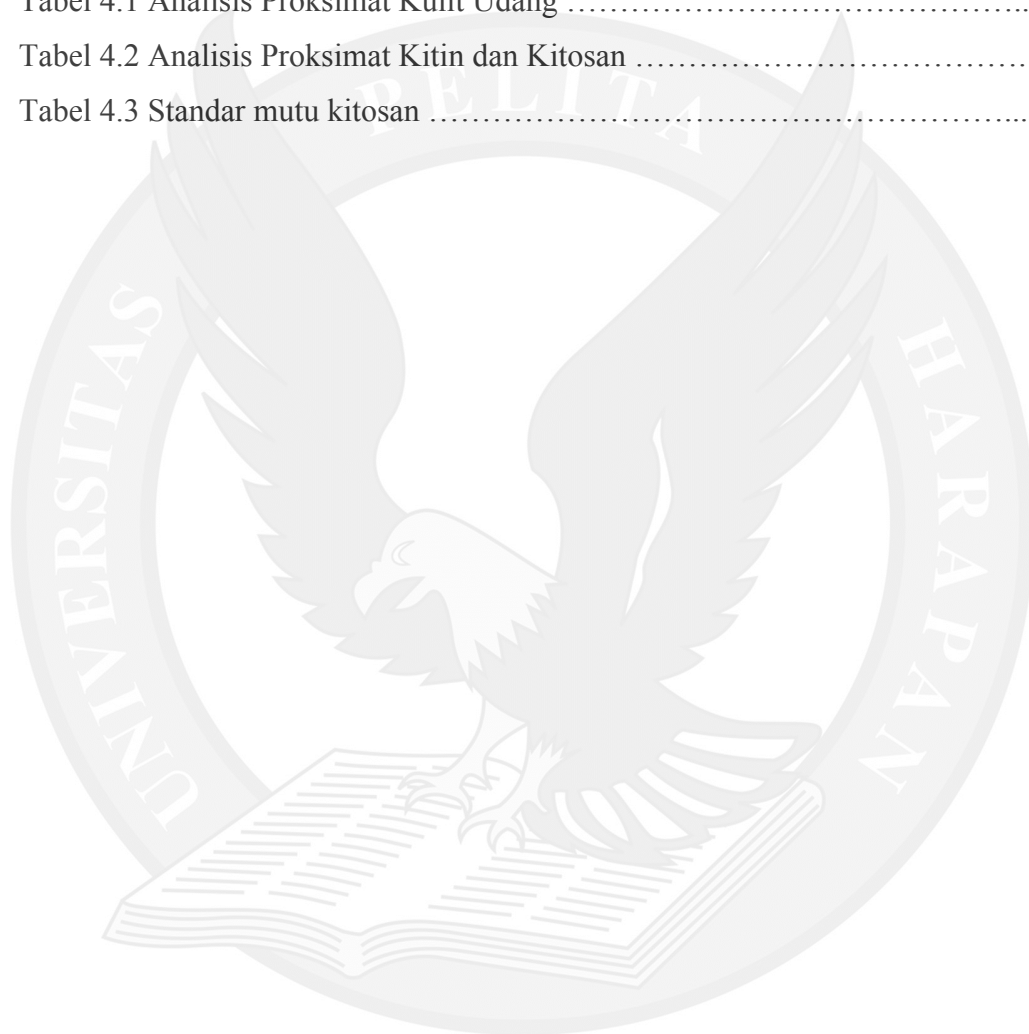 Tabel 4.1 Analisis Proksimat Kulit Udang …………………………………………..
Tabel 4.2 Analisis Proksimat Kitin dan Kitosan ……………………………….
Tabel 4.3 Standar mutu kitosan ………………………………………………...
UNIVERSITAS PELITA HARAPAN